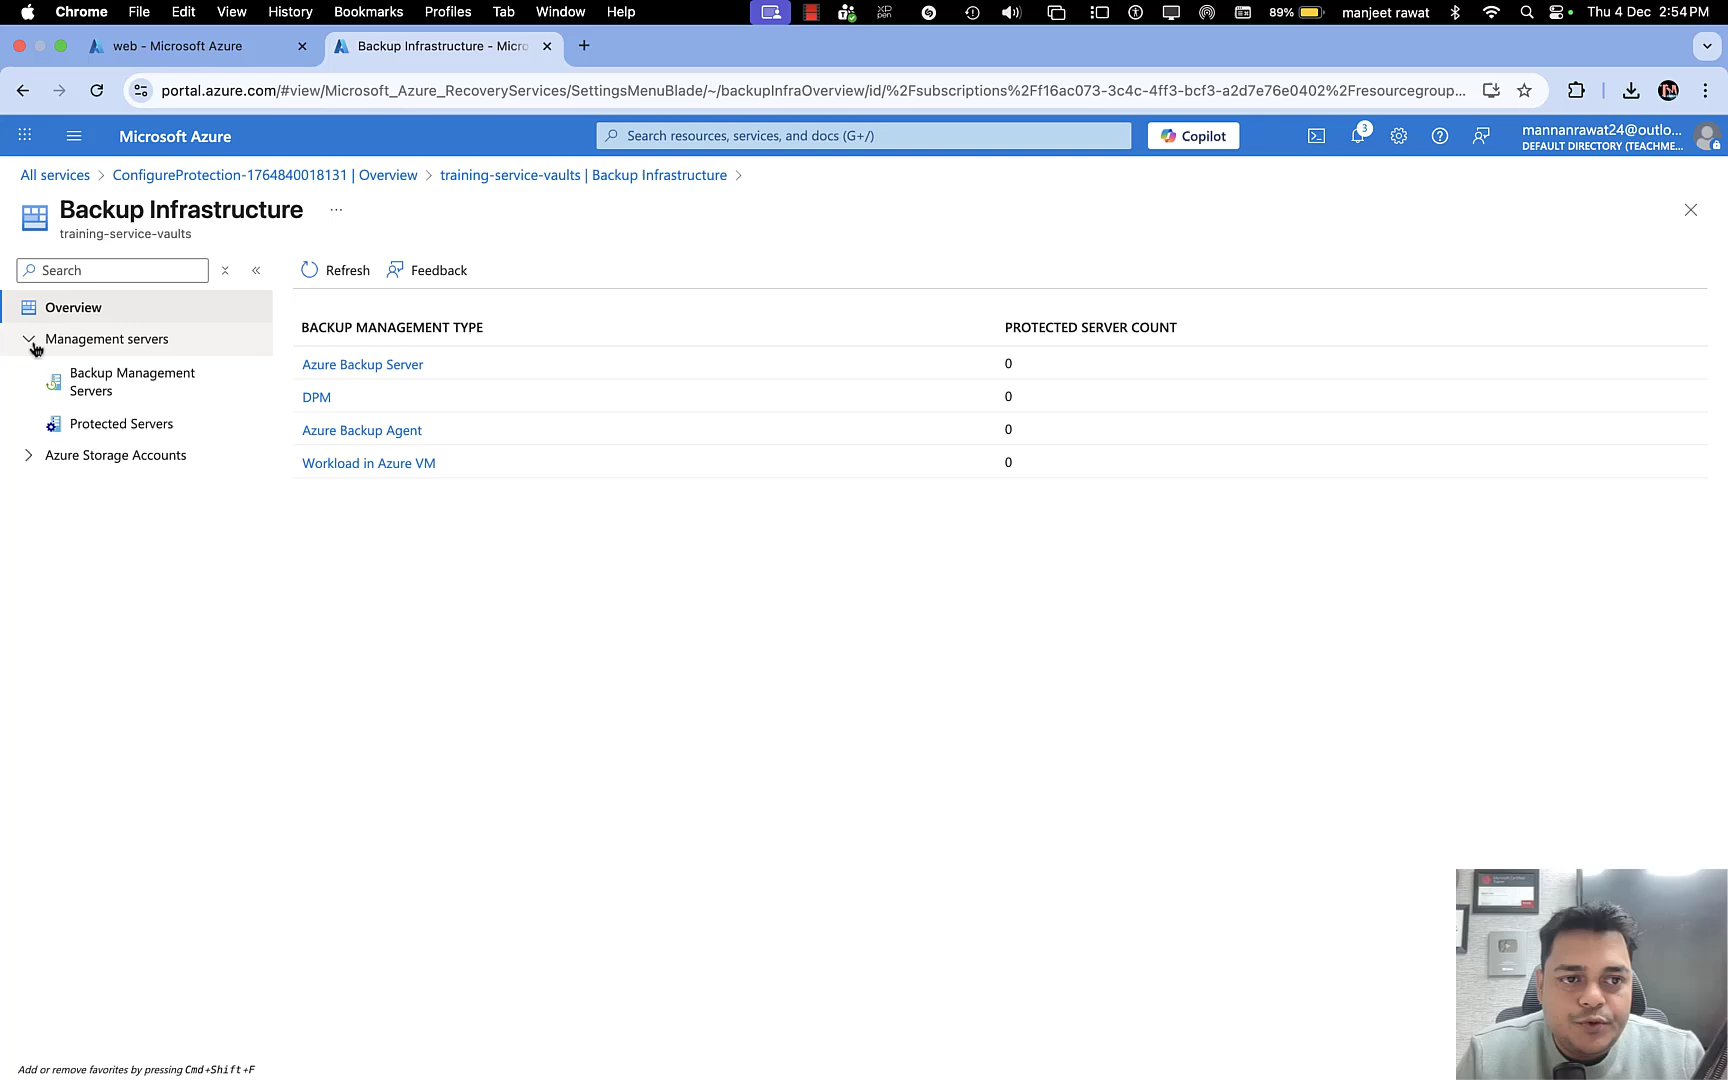 Chrome File Edit View History Bookmarks Profiles Tab Window Help XP pen 89% manjeet rawat Thu 4 Dec 2:54 PM
web - Microsoft Azure Backup Infrastructure - Micro
portal.azure.com/#view/Microsoft_Azure_RecoveryServices/SettingsMenuBlade/~/backupInfraOverview/id/%2Fsubscriptions%2Ff16ac073-3c4c-4ff3-bcf3-a2d7e76e0402%2Fresourcegroup...
Microsoft Azure Search resources, services, and docs (G+/) Copilot 3 mannanrawat24@outlo...
DEFAULT DIRECTORY (TEACHME...
All services > ConfigureProtection-1764840018131 | Overview > training-service-vaults | Backup Infrastructure >
Backup Infrastructure ...
training-service-vaults
Search Refresh Feedback
Overview
Management servers
Backup Management
Servers
Protected Servers
Azure Storage Accounts
BACKUP MANAGEMENT TYPE PROTECTED SERVER COUNT
Azure Backup Server 0
DPM 0
Azure Backup Agent 0
Workload in Azure VM 0
Add or remove favorites by pressing Cmd+Shift+F